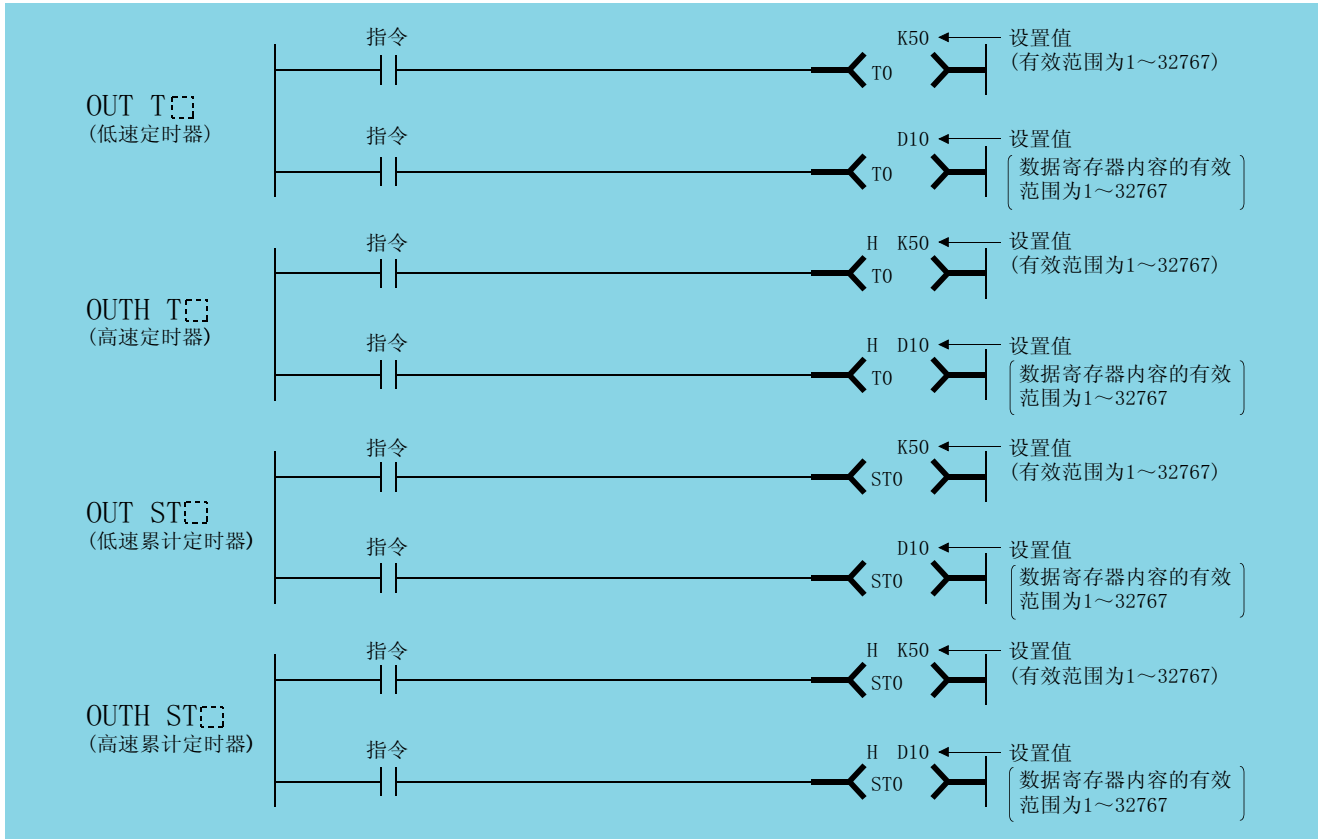 指令
K50
设置值
(有效范围为1～32767)
T0
OUT T
(低速定时器)
指令
D10
设置值
数据寄存器内容的有效
范围为1～32767
T0
指令
H K50
设置值
(有效范围为1～32767)
T0
OUTH T
(高速定时器)
指令
H D10
设置值
数据寄存器内容的有效
范围为1～32767
T0
指令
K50
设置值
(有效范围为1～32767)
ST0
OUT ST
(低速累计定时器)
指令
D10
设置值
数据寄存器内容的有效
范围为1～32767
ST0
指令
H K50
设置值
(有效范围为1～32767)
ST0
OUTH ST
(高速累计定时器)
指令
H D10
设置值
数据寄存器内容的有效
范围为1～32767
ST0